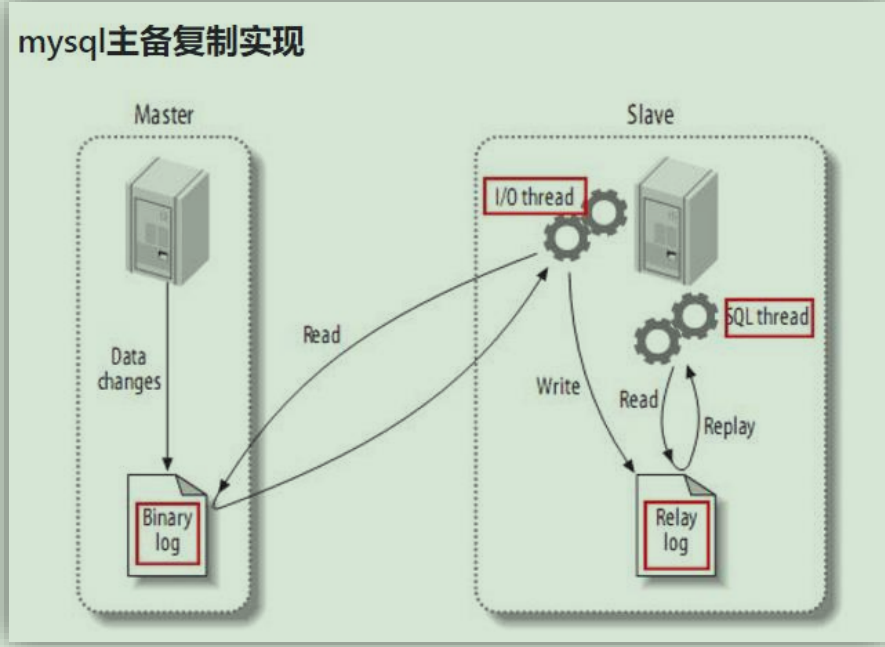 mysql主备复制实现
Master
Slave
I/O thread
SQL thread
Read
Data
changes
Write
Read
Replay
Binary
log
Relay
log